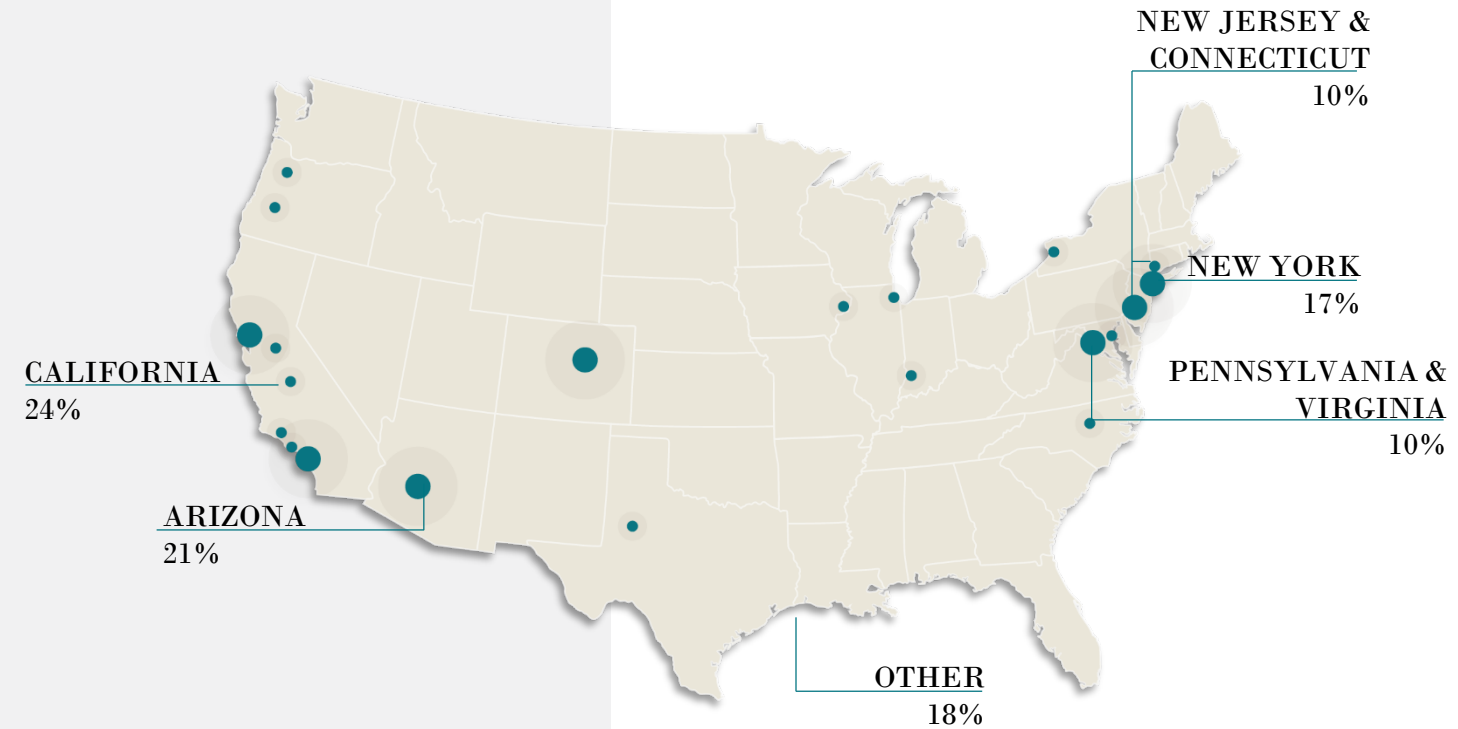 NEW JERSEY &
CONNECTICUT
10%
NEW YORK
17%
CALIFORNIA
24%
PENNSYLVANIA &
VIRGINIA
10%
ARIZONA
21%
OTHER
18%